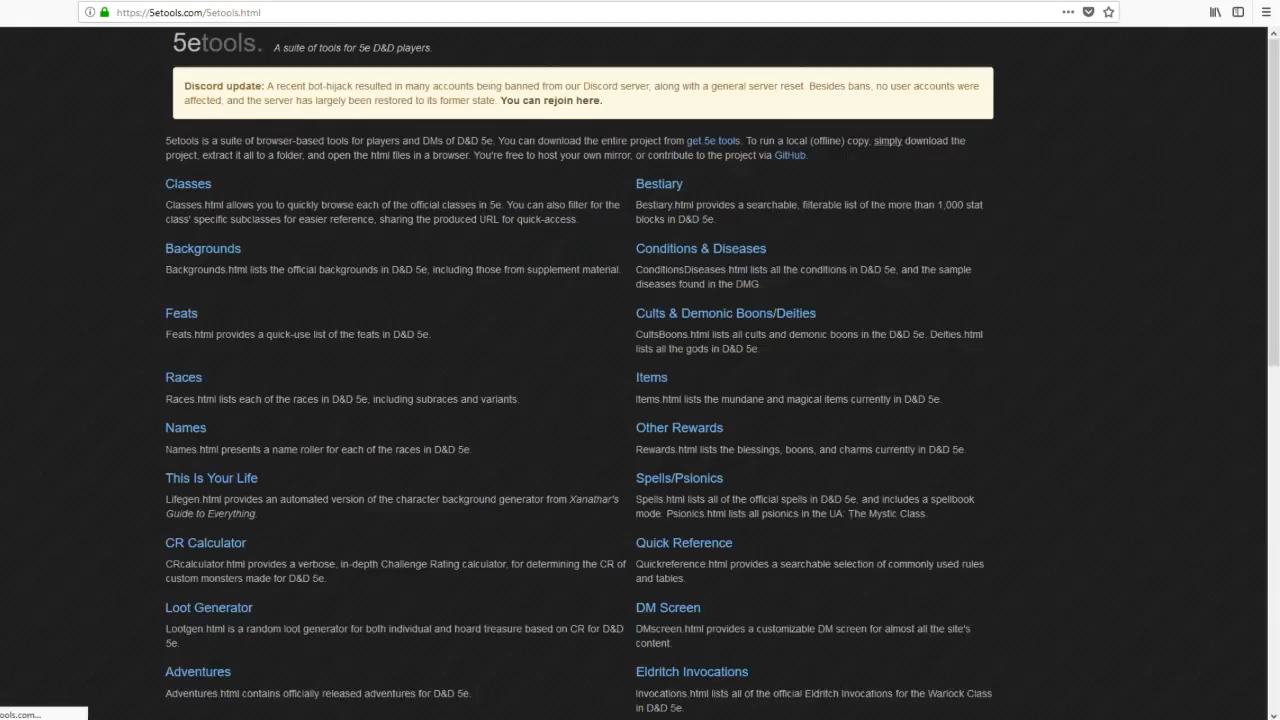 https://5etools.com/5etools.html
5etools. A suite of tools for 5e D&D players.
Discord update: A recent bot-hijack resulted in many accounts being banned from our Discord server, along with a general server reset. Besides bans, no user accounts were
affected, and the server has largely been restored to its former state. You can rejoin here.
5etools is a suite of browser-based tools for players and DMs of D&D 5e. You can download the entire project from get.5e tools. To run a local (offline) copy, simply download the
project, extract it all to a folder, and open the html files in a browser. You're free to host your own mirror, or contribute to the project via GitHub.
Classes
Classes.html allows you to quickly browse each of the official classes in 5e. You can also filter for the
class' specific subclasses for easier reference, sharing the produced URL for quick-access.
Backgrounds
Backgrounds.html lists the official backgrounds in D&D 5e, including those from supplement material.
Feats
Feats.html provides a quick-use list of the feats in D&D 5e.
Races
Races.html lists each of the races in D&D 5e, including subraces and variants.
Names
Names.html presents a name roller for each of the races in D&D 5e.
This Is Your Life
Lifegen.html provides an automated version of the character background generator from Xanathar's
Guide to Everything.
CR Calculator
CRcalculator.html provides a verbose, in-depth Challenge Rating calculator, for determining the CR of
custom monsters made for D&D 5e.
Loot Generator
Lootgen.html is a random loot generator for both individual and hoard treasure based on CR for D&D
5e.
Adventures
Adventures.html contains officially released adventures for D&D 5e.
Bestiary
Bestiary.html provides a searchable, filterable list of the more than 1,000 stat
blocks in D&D 5e.
Conditions & Diseases
ConditionsDiseases.html lists all the conditions in D&D 5e, and the sample
diseases found in the DMG.
Cults & Demonic Boons/Deities
CultsBoons.html lists all cults and demonic boons in the D&D 5e. Deities.html
lists all the gods in D&D 5e.
Items
Items.html lists the mundane and magical items currently in D&D 5e.
Other Rewards
Rewards.html lists the blessings, boons, and charms currently in D&D 5e.
Spells/Psionics
Spells.html lists all of the official spells in D&D 5e, and includes a spellbook
mode. Psionics.html lists all psionics in the UA: The Mystic Class.
Quick Reference
Quickreference.html provides a searchable selection of commonly used rules
and tables.
DM Screen
DMscreen.html provides a customizable DM screen for almost all the site's
content.
Eldritch Invocations
Invocations.html lists all of the official Eldritch Invocations for the Warlock Class
in D&D 5e.
tools.com...